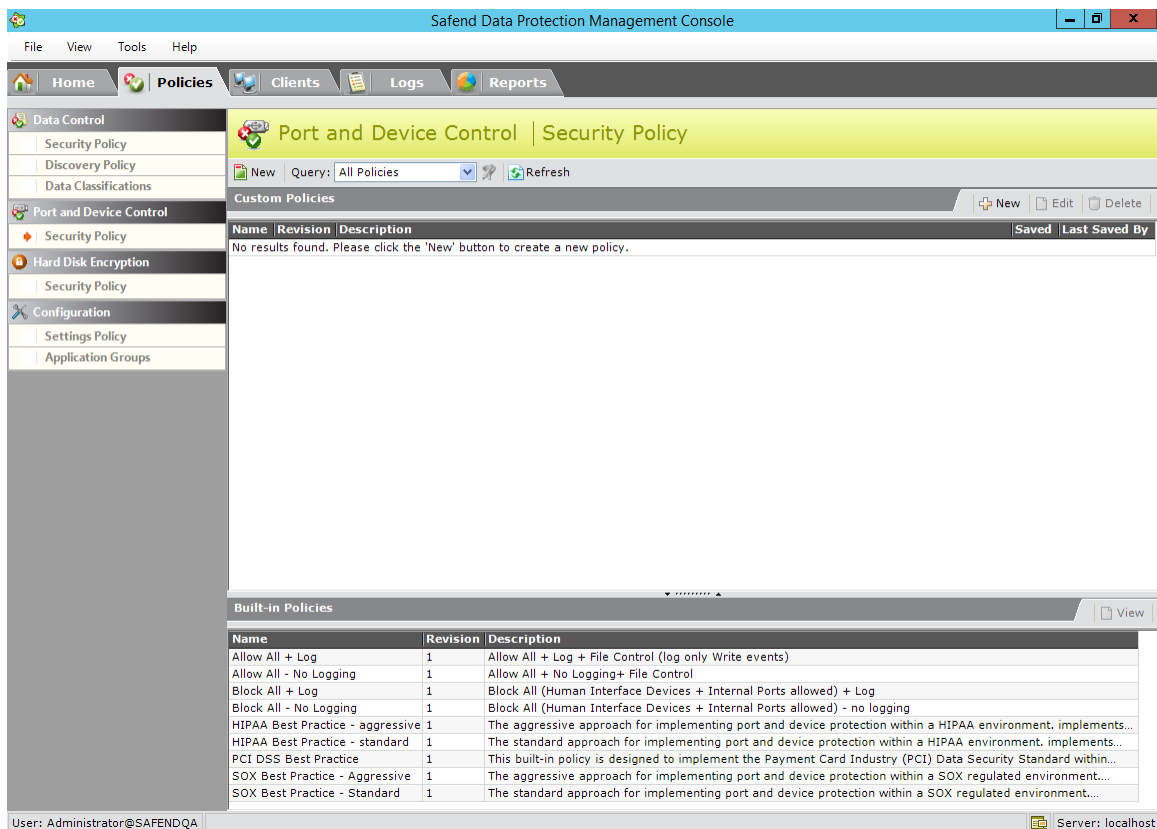 Safend Data Protection Management Console
X
File View Tools Help
Home Policies Clients Logs Reports
Data Control
Security Policy
Discovery Policy
Data Classifications
Port and Device Control
Security Policy
Hard Disk Encryption
Security Policy
Configuration
Settings Policy
Application Groups
Port and Device Control | Security Policy
New Query: All Policies Refresh
Custom Policies New Edit Delete
Name Revision Description Saved Last Saved By
No results found. Please click the 'New' button to create a new policy.
Built-in Policies View
Name Revision Description
Allow All + Log 1 Allow All + Log + File Control (log only Write events)
Allow All - No Logging 1 Allow All + No Logging+ File Control
Block All + Log 1 Block All (Human Interface Devices + Internal Ports allowed) + Log
Block All - No Logging 1 Block All (Human Interface Devices + Internal Ports allowed) - no logging
HIPAA Best Practice - aggressive 1 The aggressive approach for implementing port and device protection within a HIPAA environment. implements...
HIPAA Best Practice - standard 1 The standard approach for implementing port and device protection within a HIPAA environment. implements...
PCI DSS Best Practice 1 This built-in policy is designed to implement the Payment Card Industry (PCI) Data Security Standard within...
SOX Best Practice - Aggressive 1 The aggressive approach for implementing port and device protection within a SOX regulated environment....
SOX Best Practice - Standard 1 The standard approach for implementing port and device protection within a SOX regulated environment....
User: Administrator@SAFENDQA Server: localhost